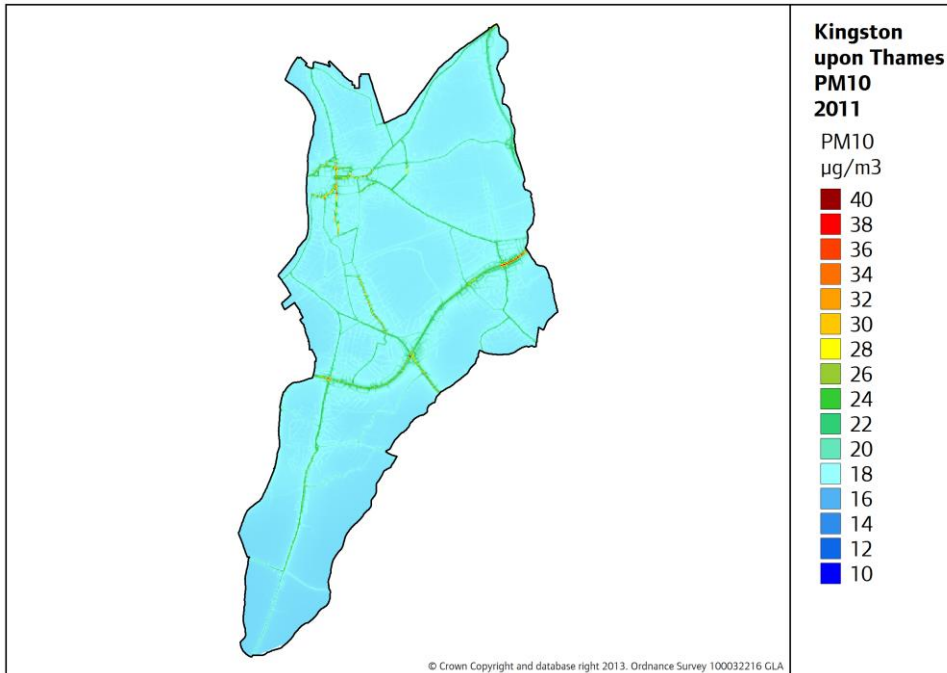 Kingston
upon Thames
PM10
2011
PM10
µg/m3
40
38
36
34
32
30
28
26
24
22
20
18
16
14
12
10
© Crown Copyright and database right 2013. Ordnance Survey 100032216 GLA